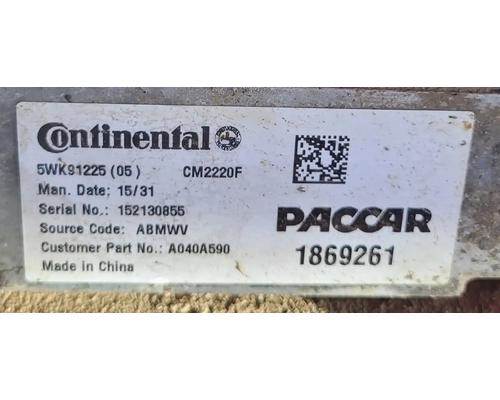 Continental
5WK91225 (05) CM2220F
Man. Date: 15/31
Serial No.: 152130855
Source Code: ABMWV
Customer Part No.: A040A590
Made in China
PACCAR
1869261